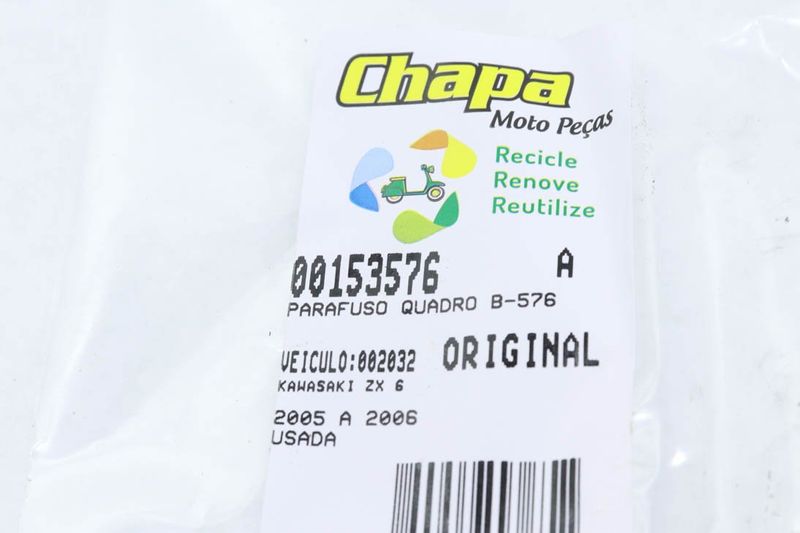 Chapa
Moto Peças
Recicle
Renove
Reutilize
00153576 A
PARAFUSO QUADRO B-576
VEICULO:002032 ORIGINAL
KAWASAKI ZX 6
2005 A 2006
USADA